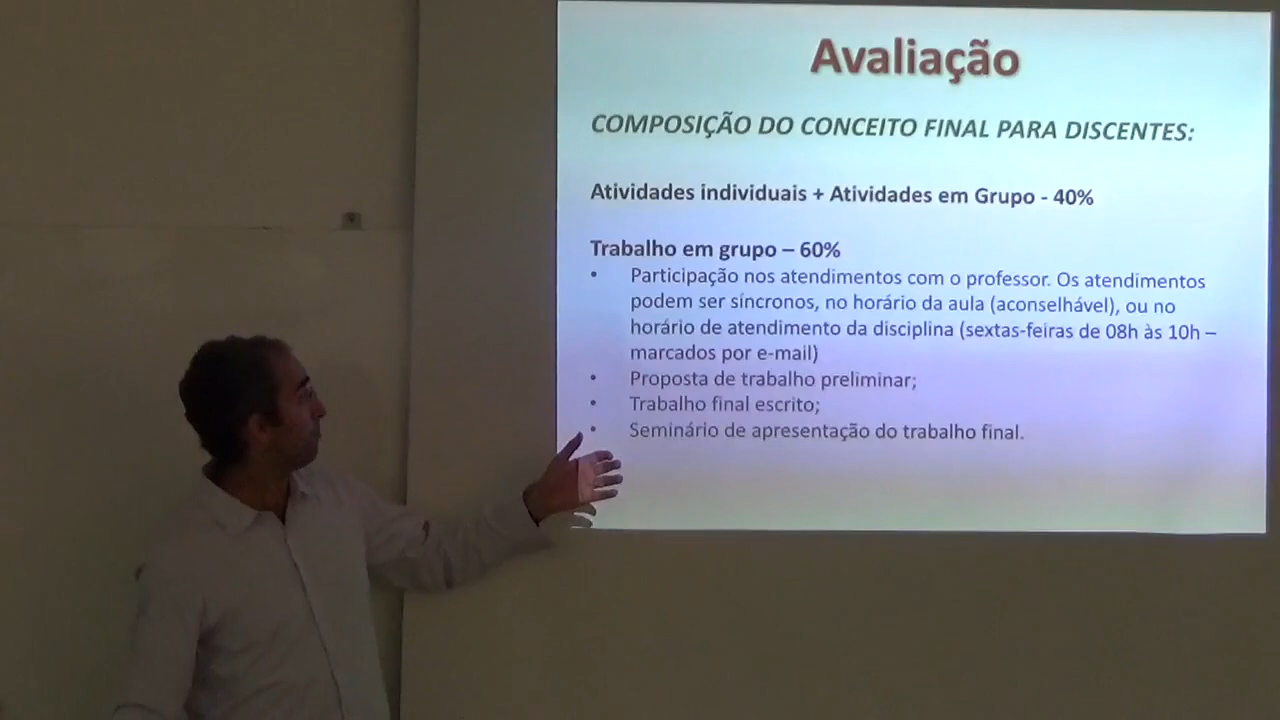 Avaliação
COMPOSIÇÃO DO CONCEITO FINAL PARA DISCENTES:
Atividades individuais + Atividades em Grupo - 40%
Trabalho em grupo – 60%
• Participação nos atendimentos com o professor. Os atendimentos
podem ser síncronos, no horário da aula (aconselhável), ou no
horário de atendimento da disciplina (sextas-feiras de 08h às 10h –
marcados por e-mail)
• Proposta de trabalho preliminar;
• Trabalho final escrito;
• Seminário de apresentação do trabalho final.